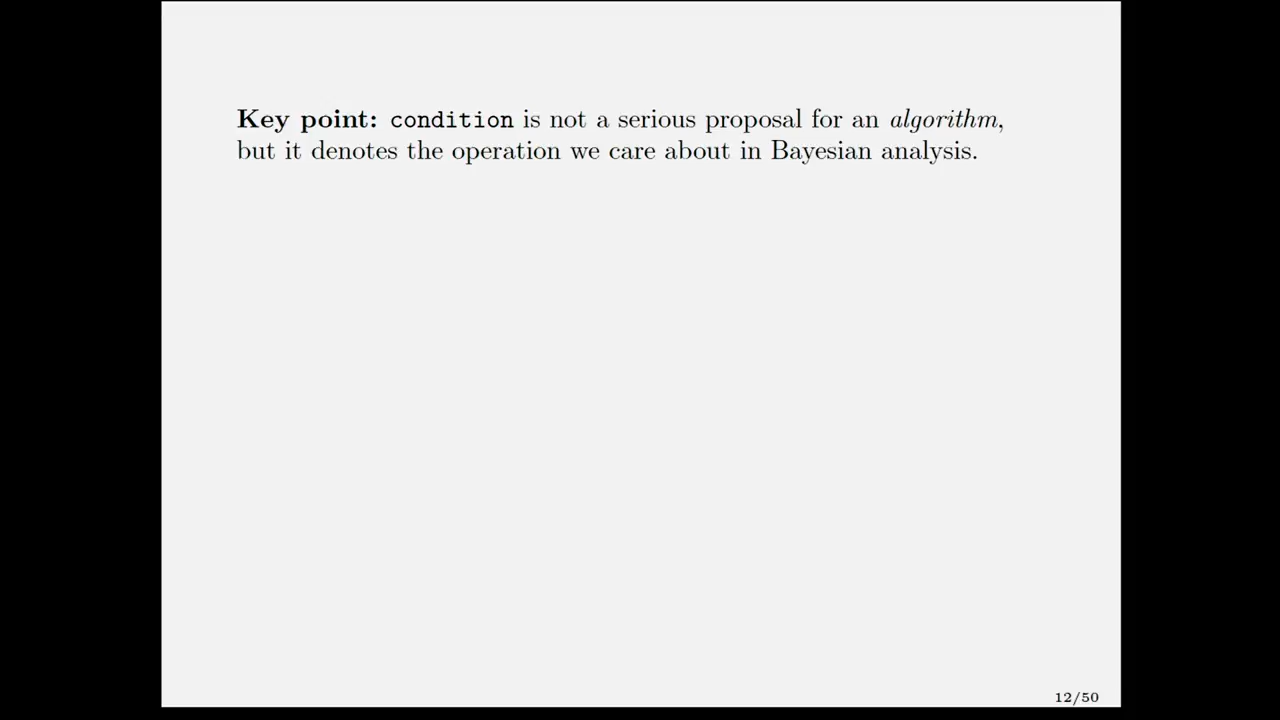 Key point: condition is not a serious proposal for an algorithm,
but it denotes the operation we care about in Bayesian analysis.
12/50